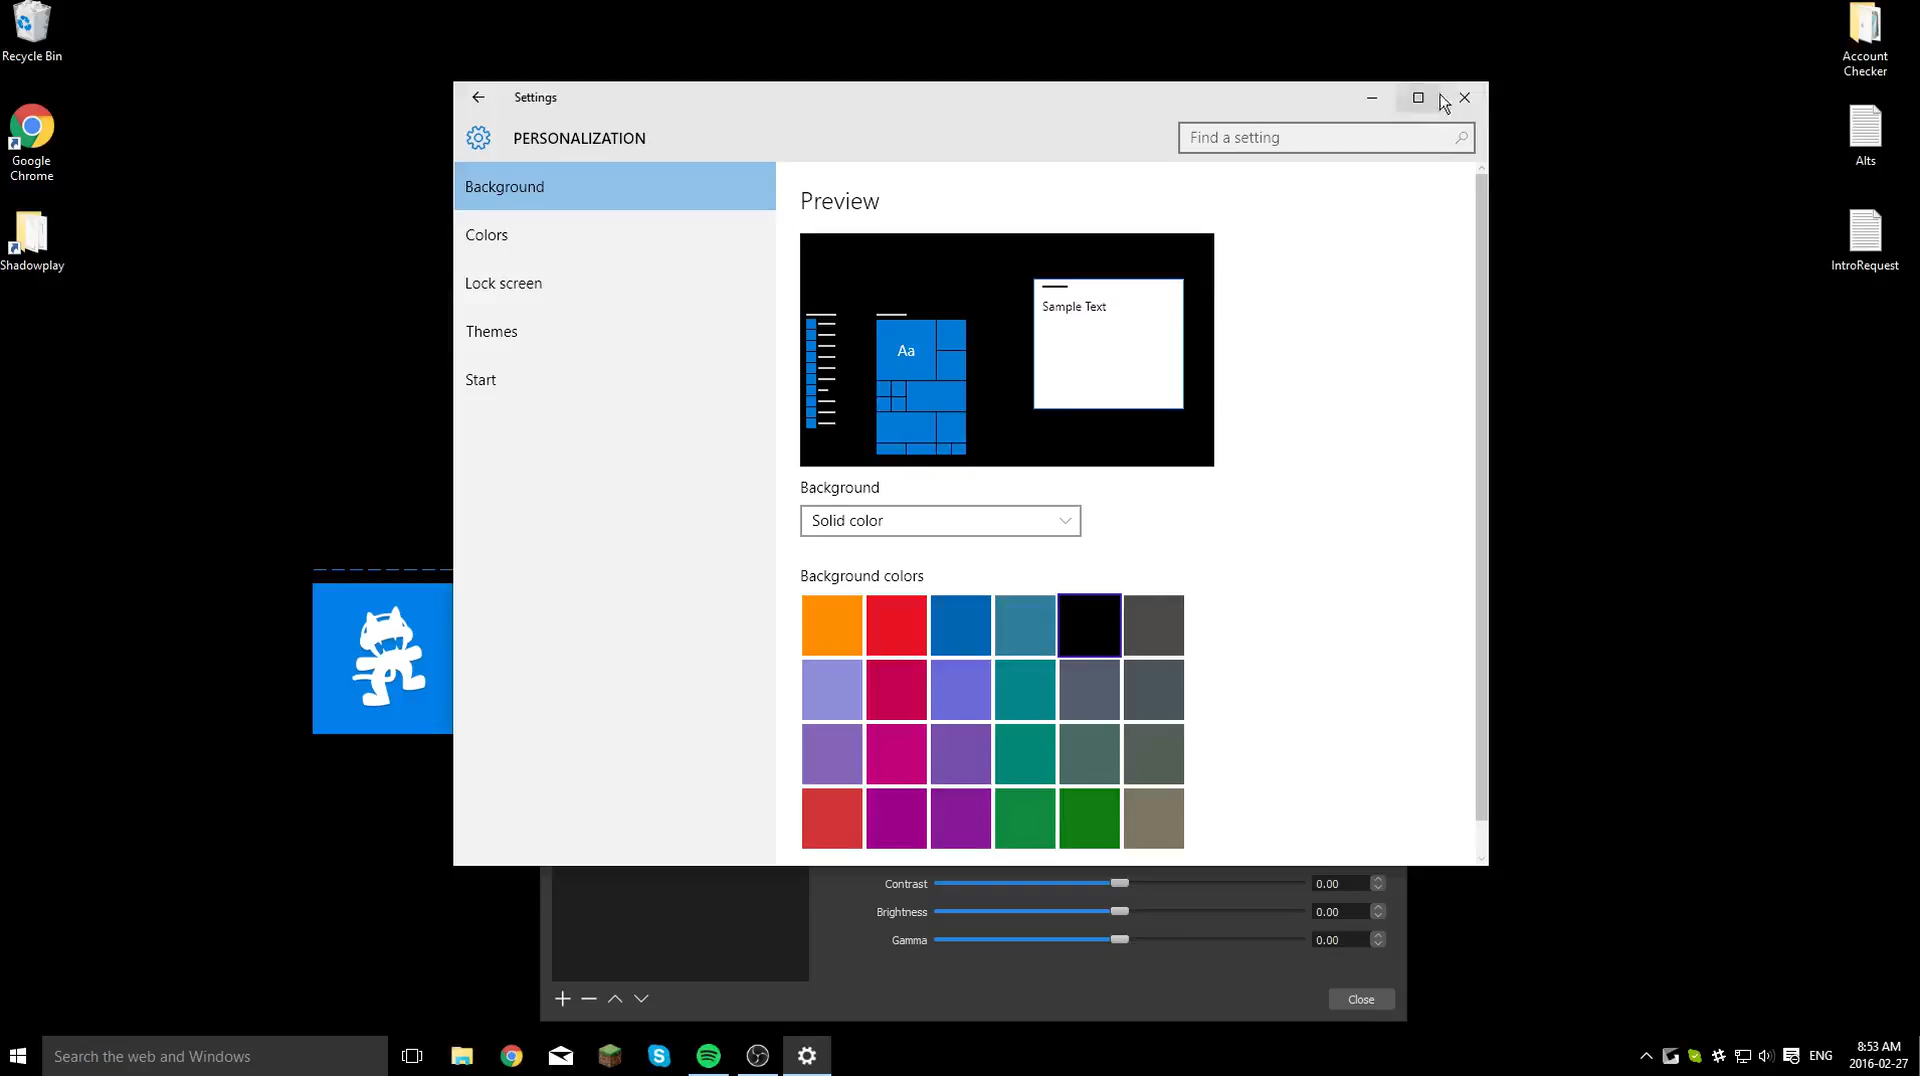 Recycle Bin
Google
Chrome
Shadowplay
Account
Checker
Alts
IntroRequest
Settings
PERSONALIZATION
Find a setting
Background
Colors
Lock screen
Themes
Start
Preview
Aa
Sample Text
Background
Solid color
Background colors
Contrast
0.00
Brightness
0.00
Gamma
0.00
Close
Search the web and Windows
ENG
8:53 AM
2016-02-27